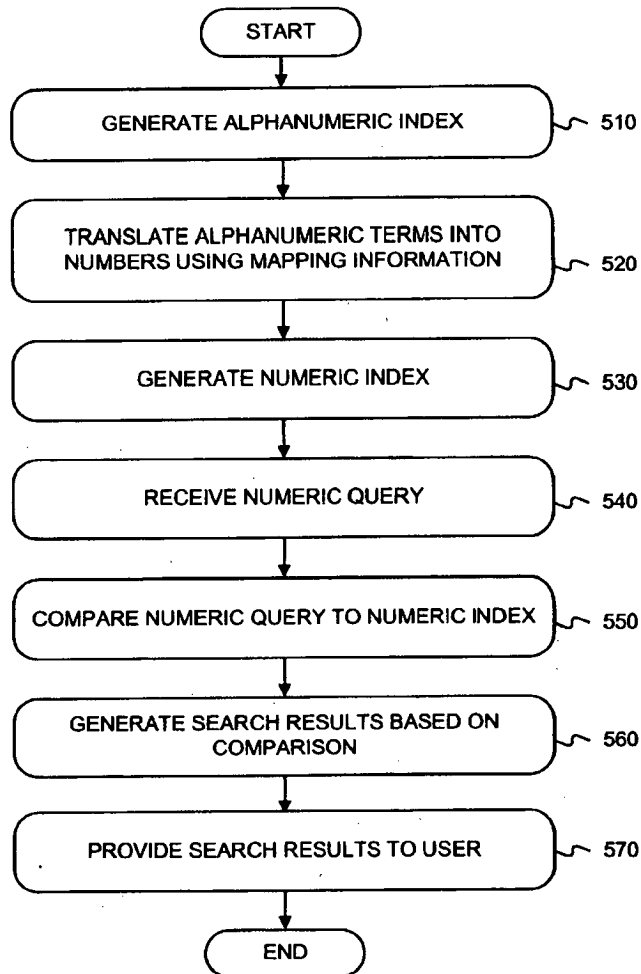 START
GENERATE ALPHANUMERIC INDEX
510
TRANSLATE ALPHANUMERIC TERMS INTO
NUMBERS USING MAPPING INFORMATION
520
GENERATE NUMERIC INDEX
530
RECEIVE NUMERIC QUERY
540
COMPARE NUMERIC QUERY TO NUMERIC INDEX
550
GENERATE SEARCH RESULTS BASED ON
COMPARISON
560
PROVIDE SEARCH RESULTS TO USER
570
END